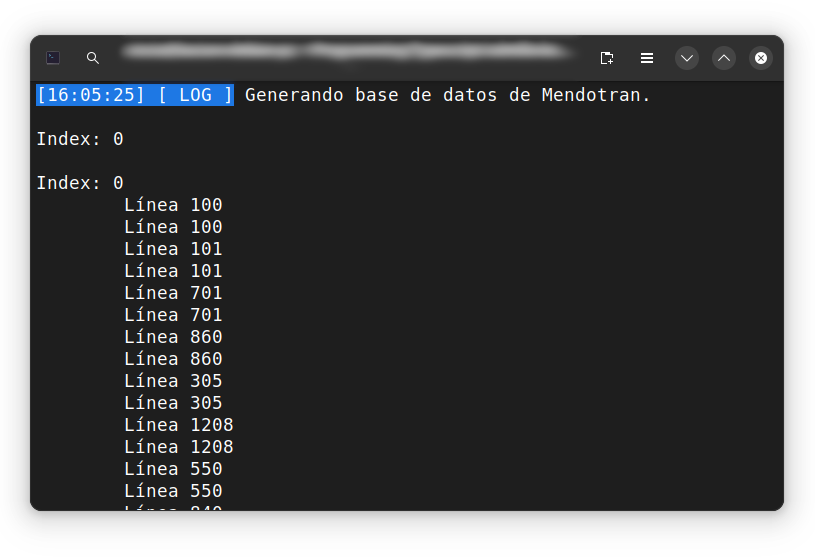 [16:05:25] [ LOG ] Generando base de datos de Mendotran.
Index: 0
Index: 0
Línea 100
Línea 100
Línea 101
Línea 101
Línea 701
Línea 701
Línea 860
Línea 860
Línea 305
Línea 305
Línea 1208
Línea 1208
Línea 550
Línea 550
Línea 840